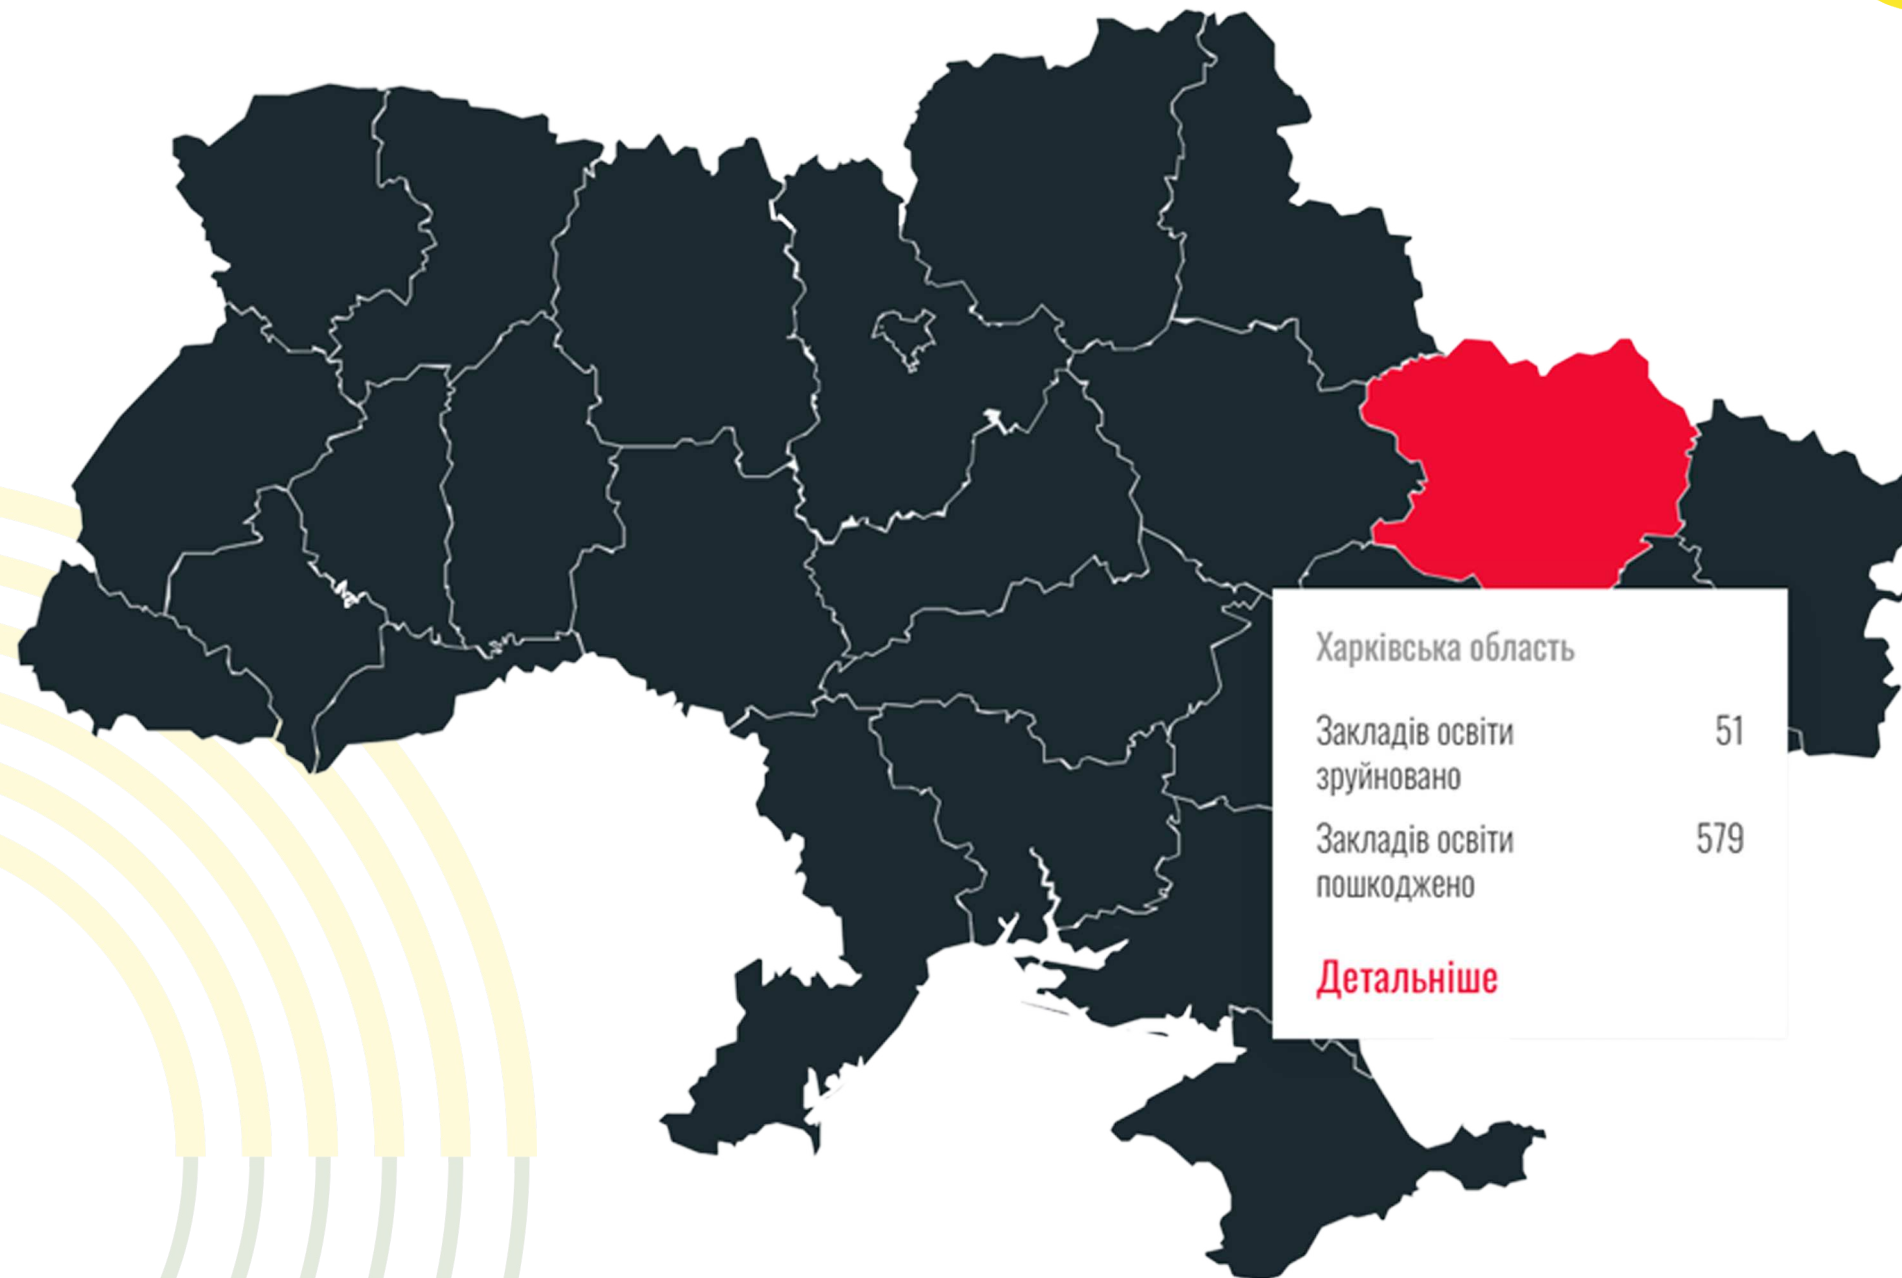 Харківська область
Закладів освіти 51
зруйновано
Закладів освіти 579
пошкоджено
Детальніше